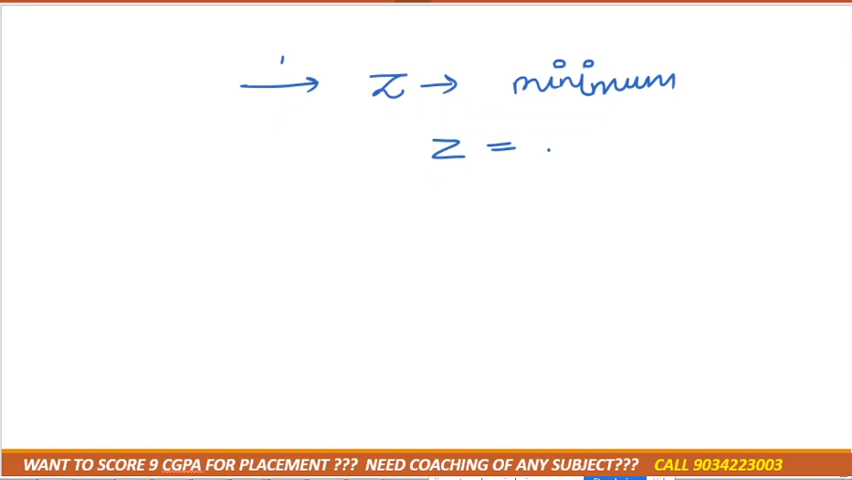 → Z → minimum
Z =
WANT TO SCORE 9 CGPA FOR PLACEMENT ??? NEED COACHING OF ANY SUBJECT??? CALL 9034223003